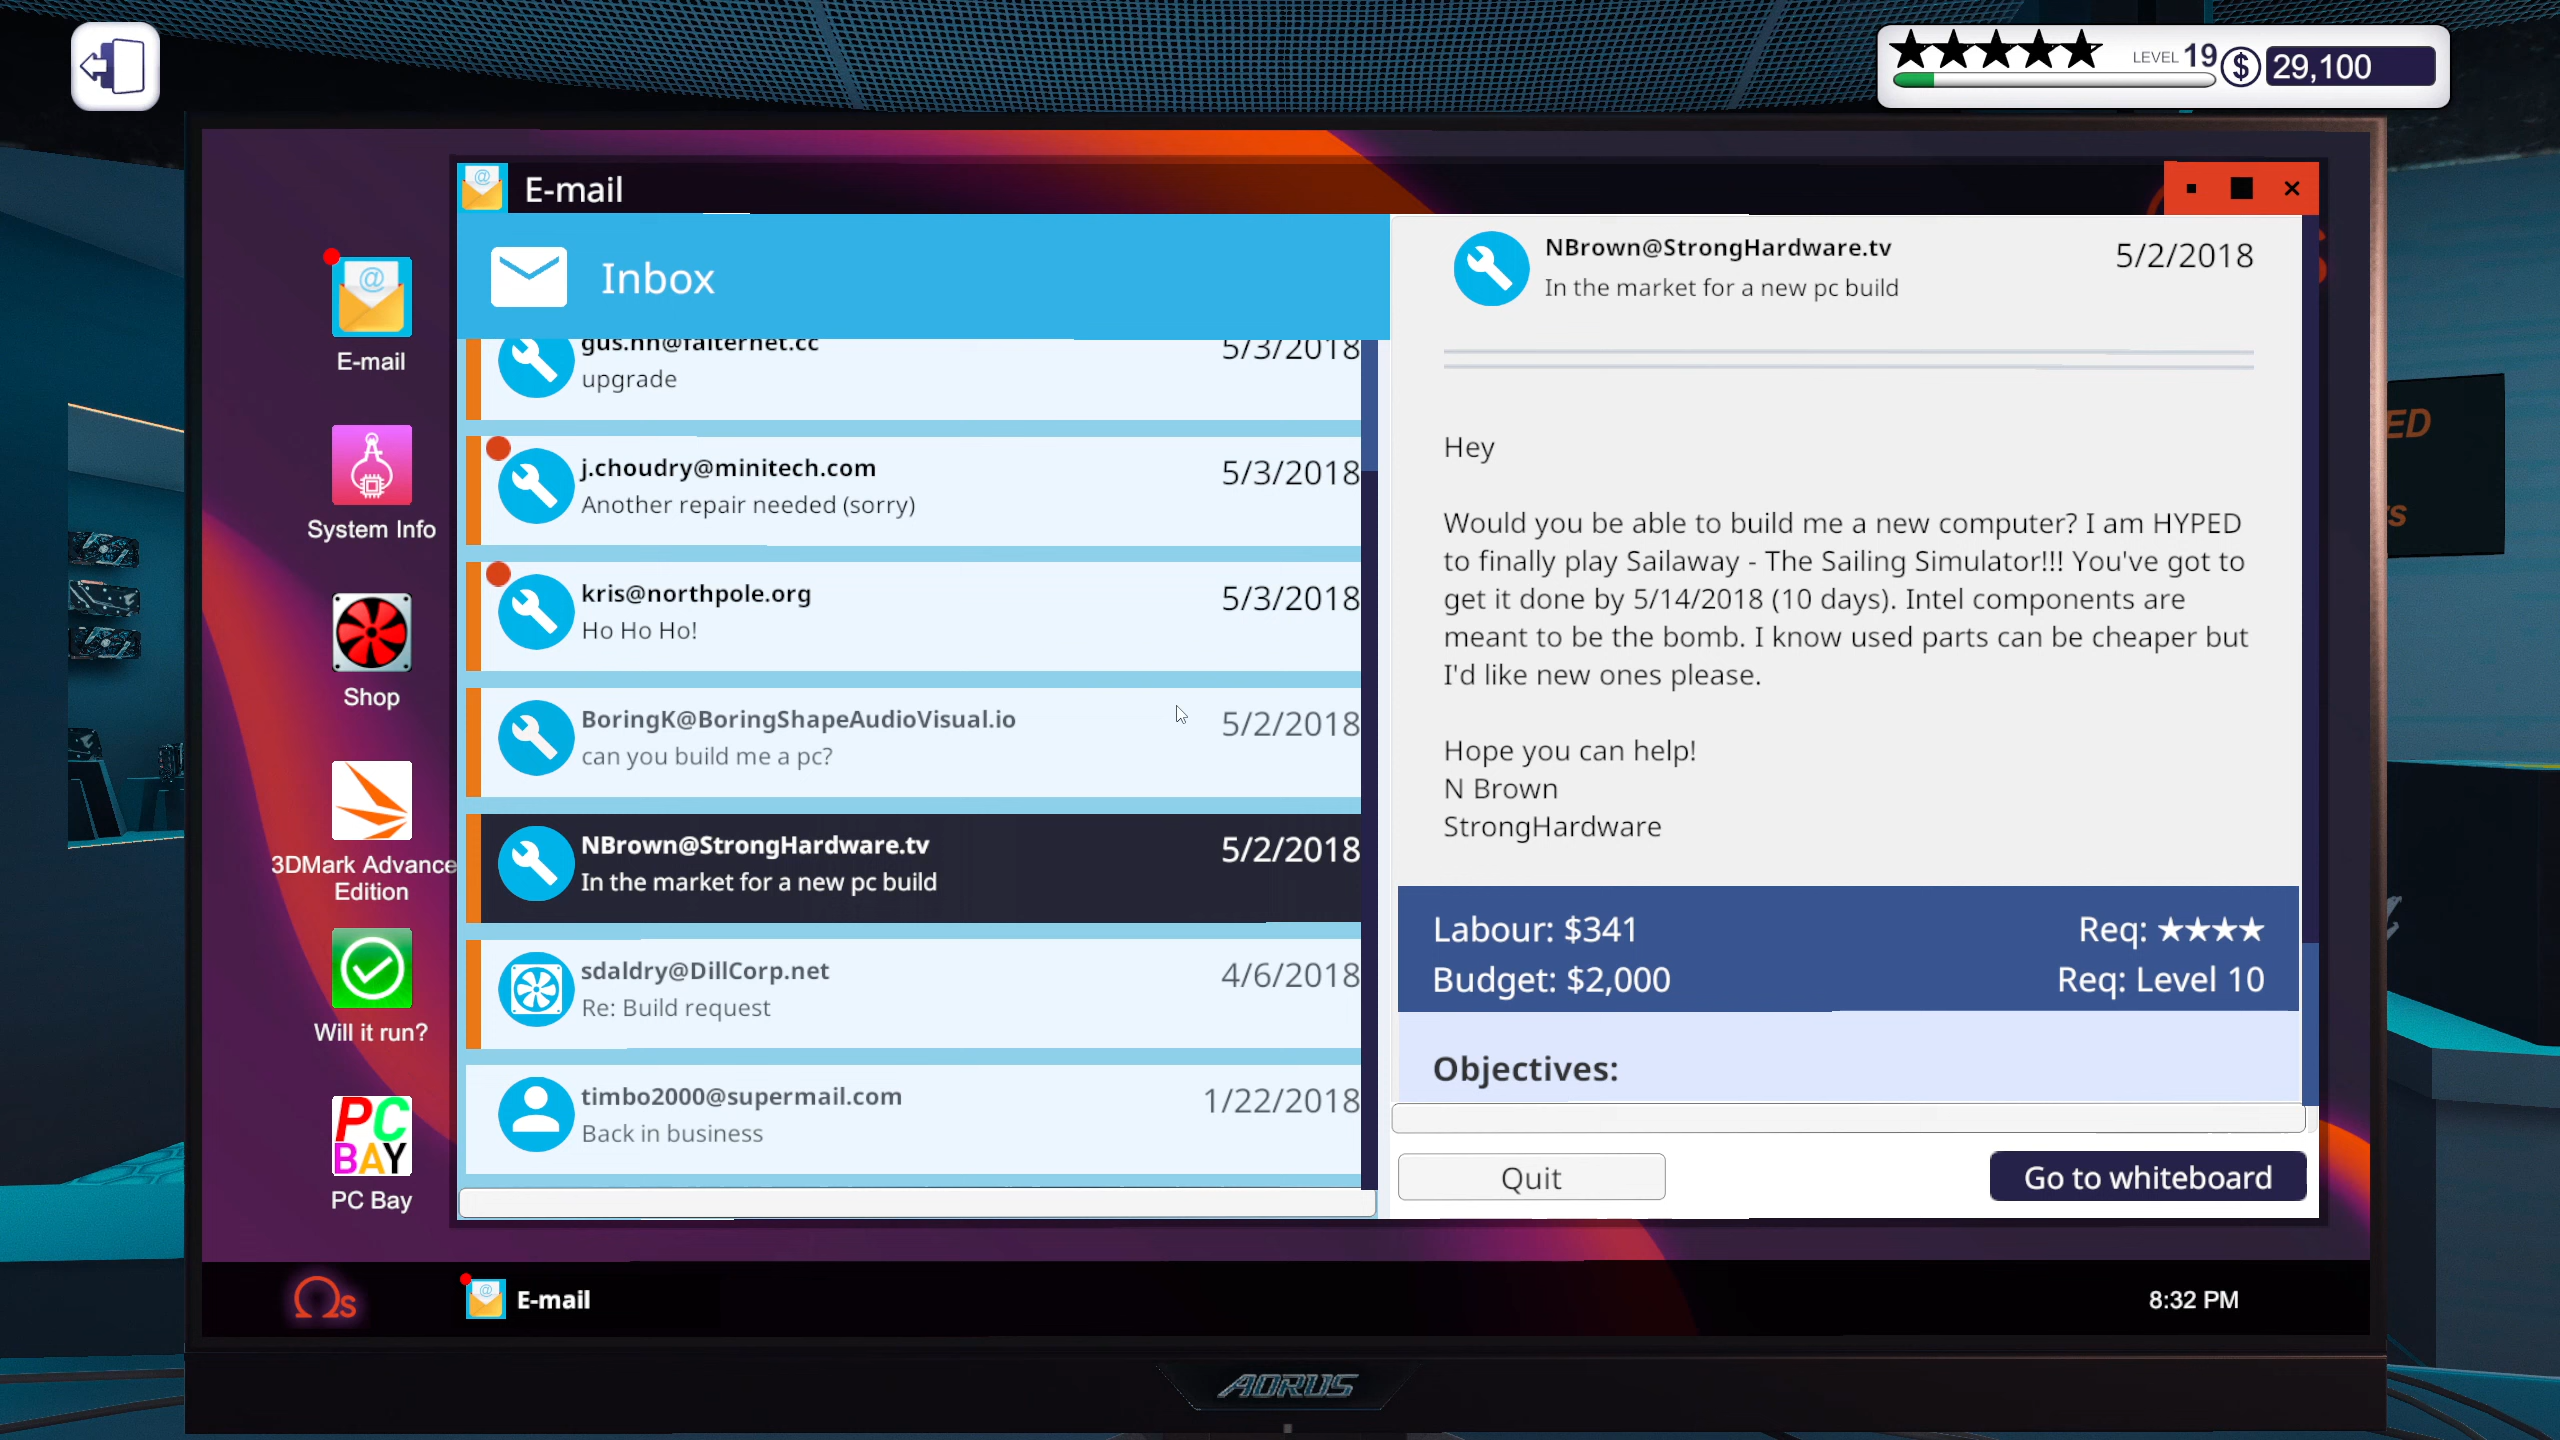 LEVEL 19
29,100
E-mail
Inbox
gus.hh@falternet.cc
5/3/2018
upgrade
j.choudry@minitech.com
5/3/2018
Another repair needed (sorry)
kris@northpole.org
5/3/2018
Ho Ho Ho!
BoringK@BoringShapeAudioVisual.io
5/2/2018
can you build me a pc?
NBrown@StrongHardware.tv
5/2/2018
In the market for a new pc build
sdaldry@DillCorp.net
4/6/2018
Re: Build request
timbo2000@supermail.com
1/22/2018
Back in business
NBrown@StrongHardware.tv
5/2/2018
In the market for a new pc build
Hey
Would you be able to build me a new computer? I am HYPED
to finally play Sailaway - The Sailing Simulator!!! You've got to
get it done by 5/14/2018 (10 days). Intel components are
meant to be the bomb. I know used parts can be cheaper but
I'd like new ones please.
Hope you can help!
N Brown
StrongHardware
Labour: $341
Req: ★★★★
Budget: $2,000
Req: Level 10
Objectives:
Quit
Go to whiteboard
E-mail
System Info
Shop
3DMark Advance
Edition
Will it run?
PC
BAY
PC Bay
E-mail
8:32 PM
AORUS
ED